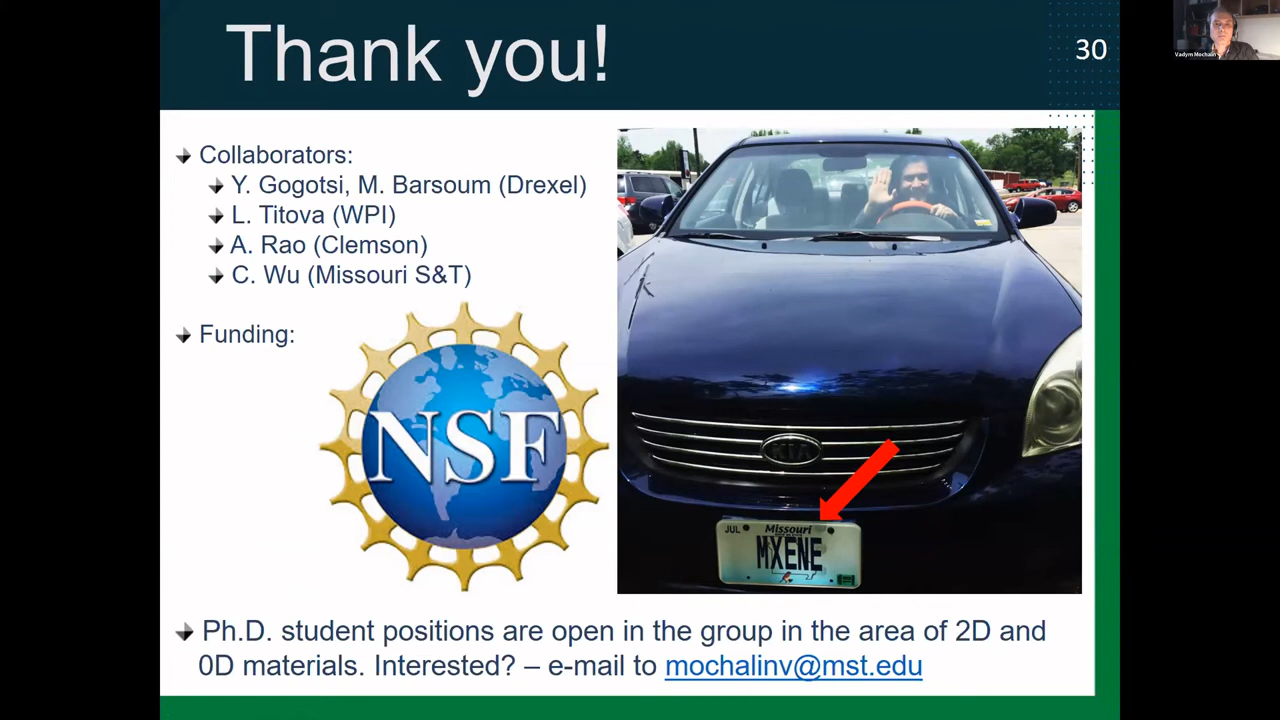 Thank you!
30
Vadym Mochalin
Collaborators:
Y. Gogotsi, M. Barsoum (Drexel)
L. Titova (WPI)
A. Rao (Clemson)
C. Wu (Missouri S&T)
Funding:
NSF
KIA
JUL
Missouri
MXENE
Ph.D. student positions are open in the group in the area of 2D and
0D materials. Interested? – e-mail to mochalinv@mst.edu